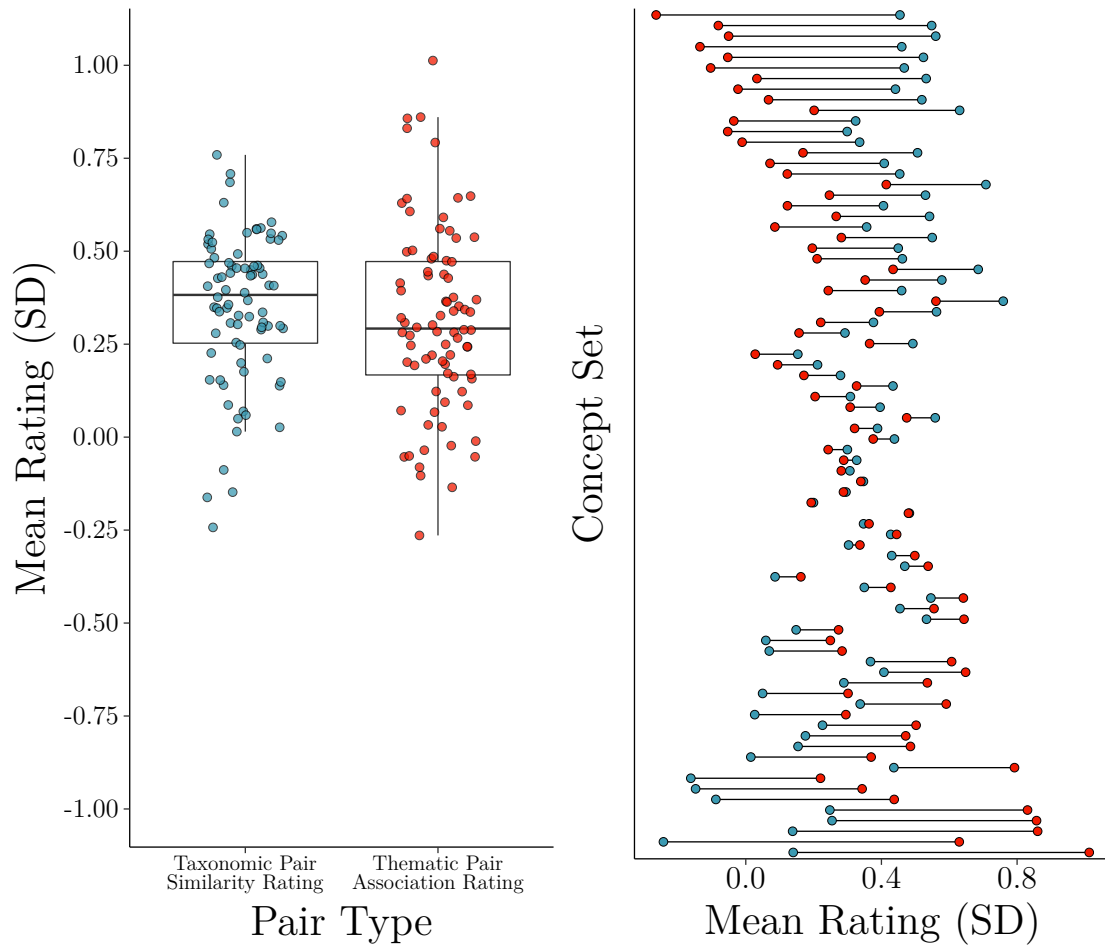 Mean Rating (SD)
1.00
0.75
0.50
0.25
0.00
-0.25
-0.50
-0.75
-1.00
Taxonomic Pair
Similarity Rating
Thematic Pair
Association Rating
Pair Type
Concept Set
0.0
0.4
0.8
Mean Rating (SD)